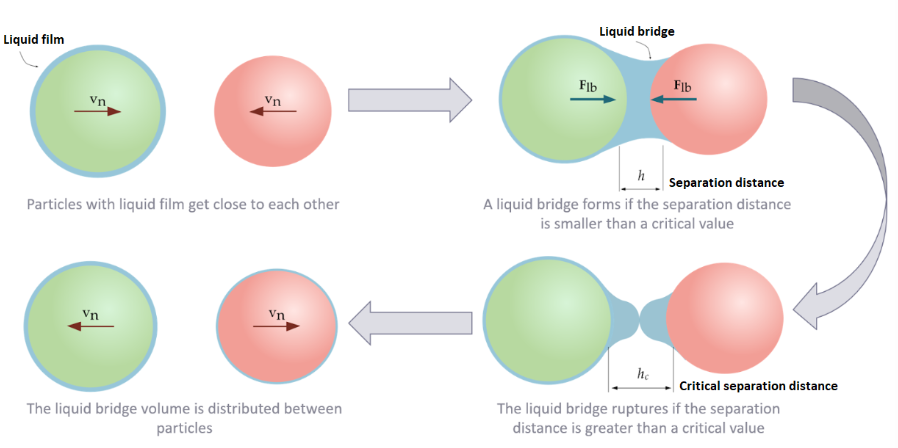 Liquid film
vn
vn
Particles with liquid film get close to each other
Liquid bridge
Flb
Flb
h
Separation distance
A liquid bridge forms if the separation distance
is smaller than a critical value
vn
vn
The liquid bridge volume is distributed between
particles
hc
Critical separation distance
The liquid bridge ruptures if the separation
distance is greater than a critical value